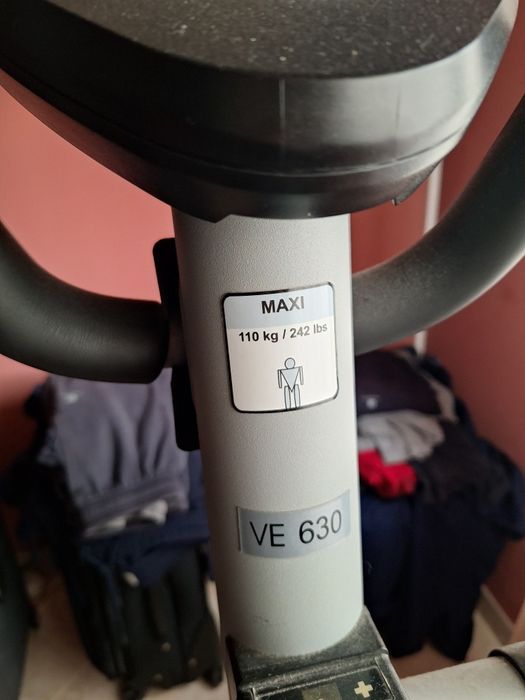 MAXI
110 kg / 242 lbs
VE 630
+